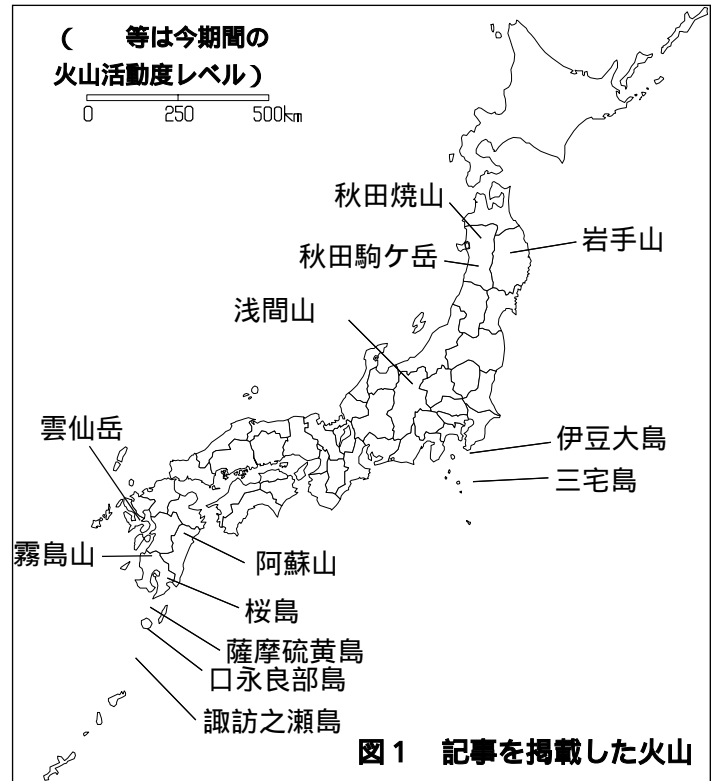 （　　等は今期間の
火山活動度レベル）
0　250　500km
秋田焼山
岩手山
秋田駒ケ岳
浅間山
雲仙岳
伊豆大島
三宅島
霧島山
阿蘇山
桜島
薩摩硫黄島
口永良部島
諏訪之瀬島
図１　記事を掲載した火山